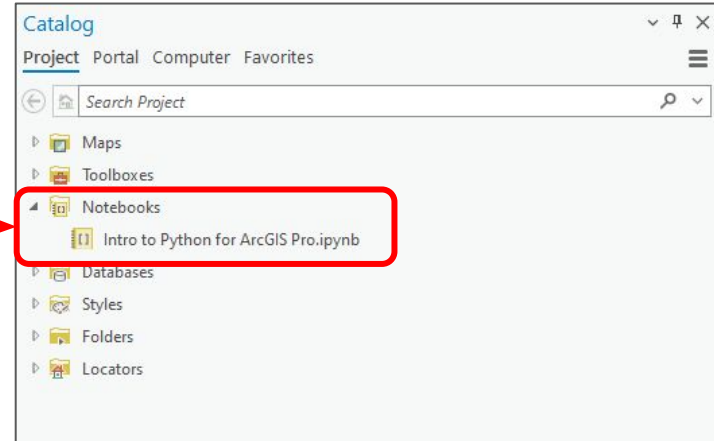 Catalog
Project Portal Computer Favorites
Search Project
Maps
Toolboxes
Notebooks
Intro to Python for ArcGIS Pro.ipynb
Databases
Styles
Folders
Locators